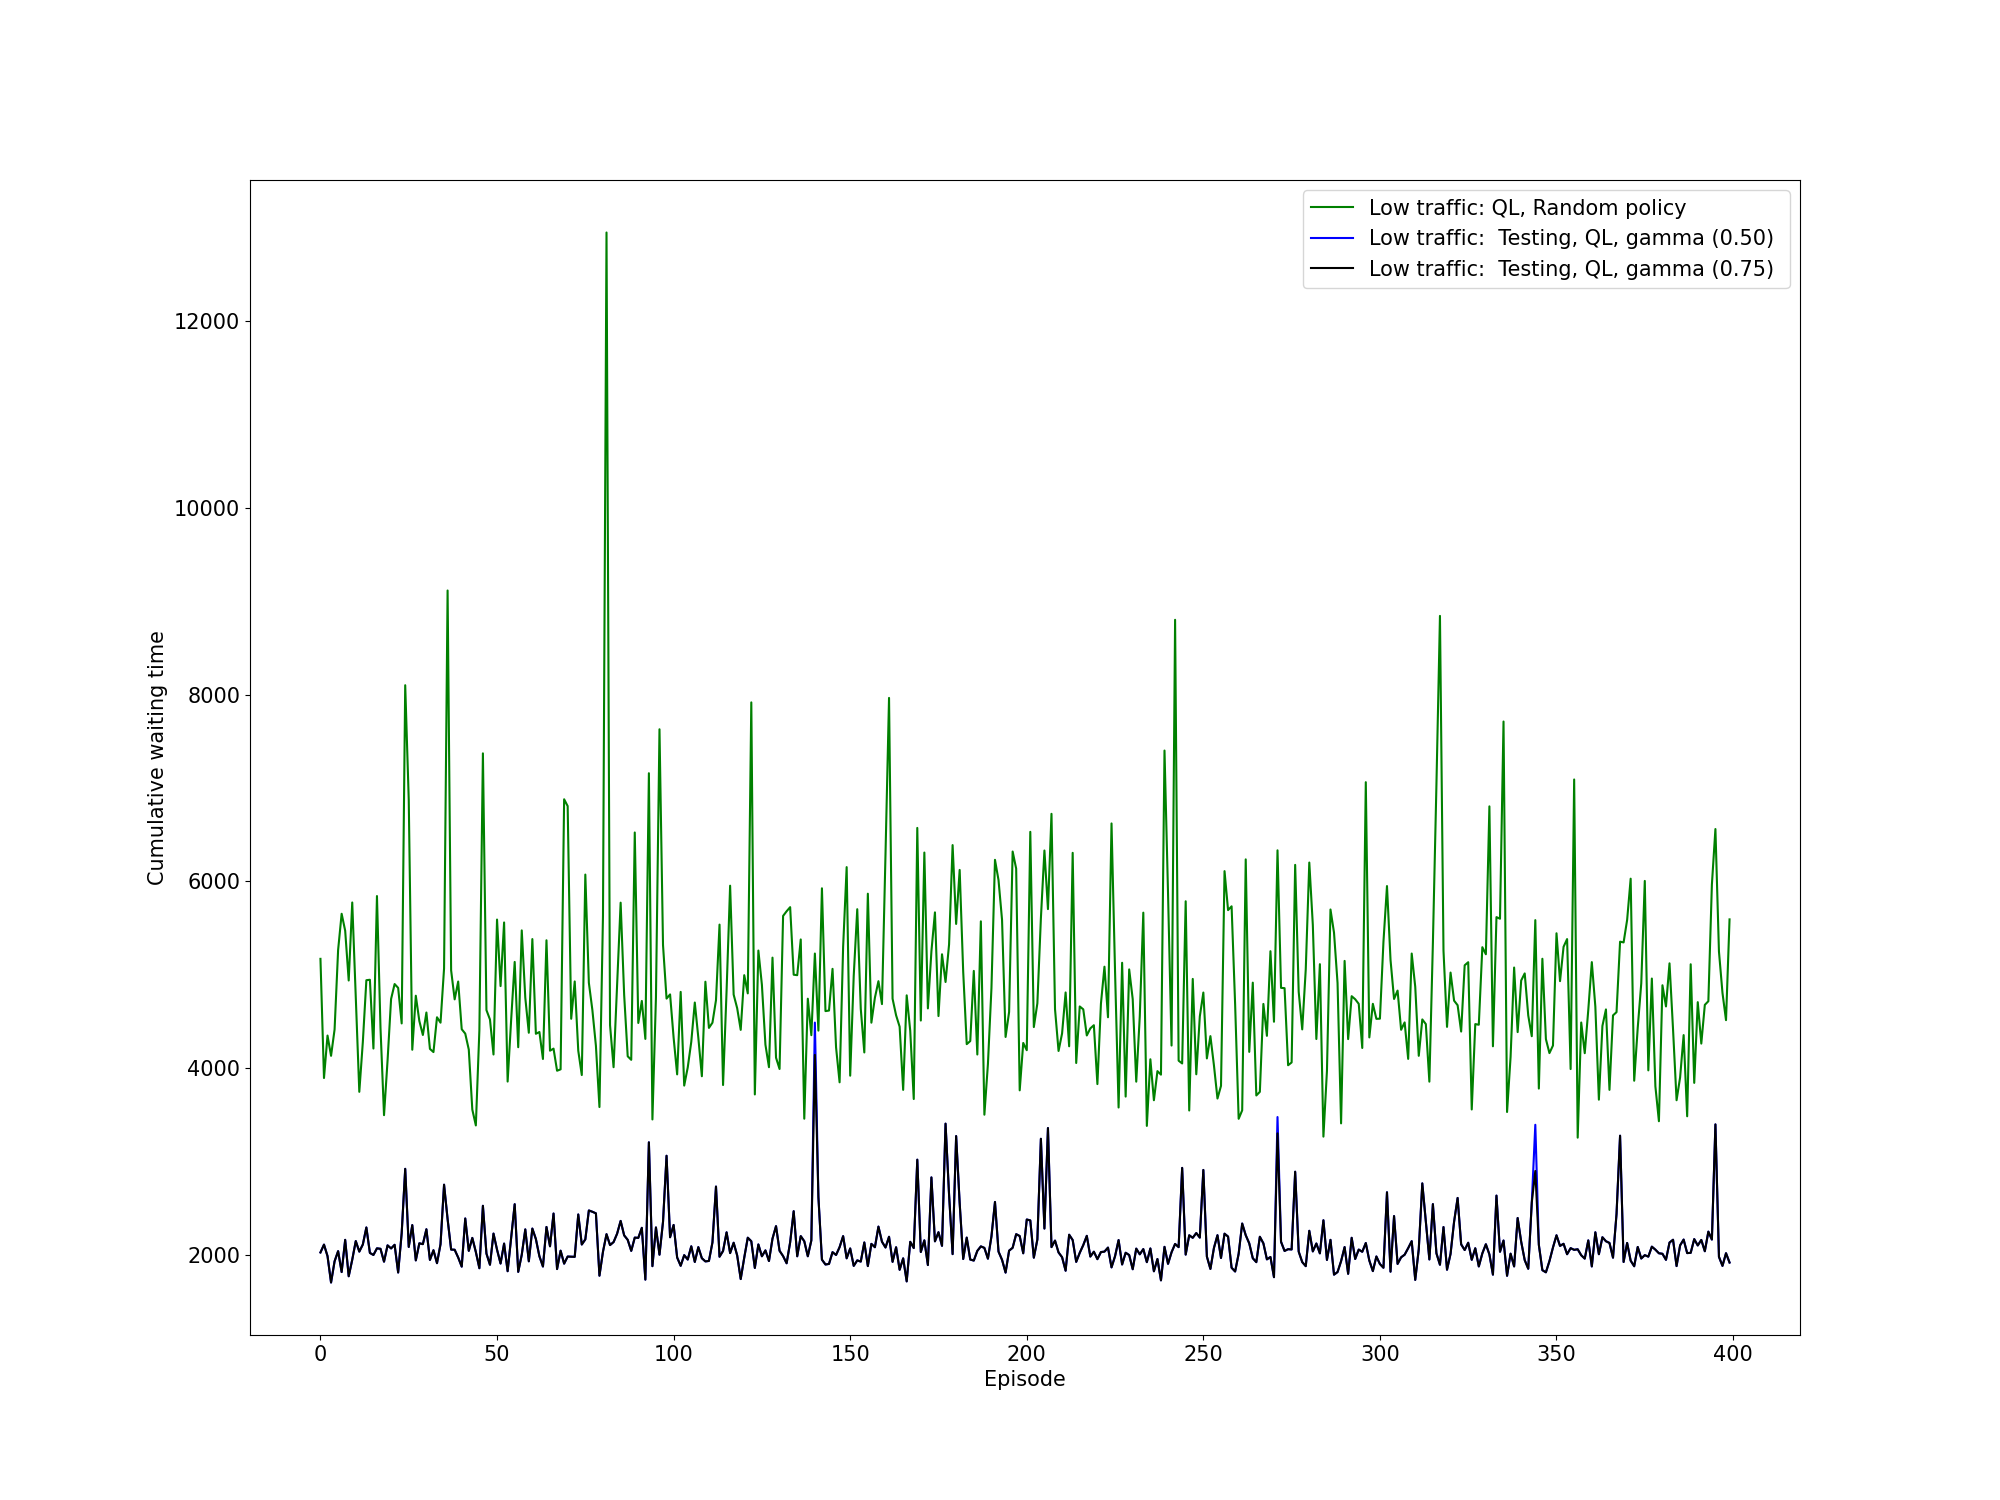 Low traffic: QL, Random policy
Low traffic:  Testing, QL, gamma (0.50)
Low traffic:  Testing, QL, gamma (0.75)
12000
10000
8000
6000
4000
2000
Cumulative waiting time
0 50 100 150 200 250 300 350 400
Episode